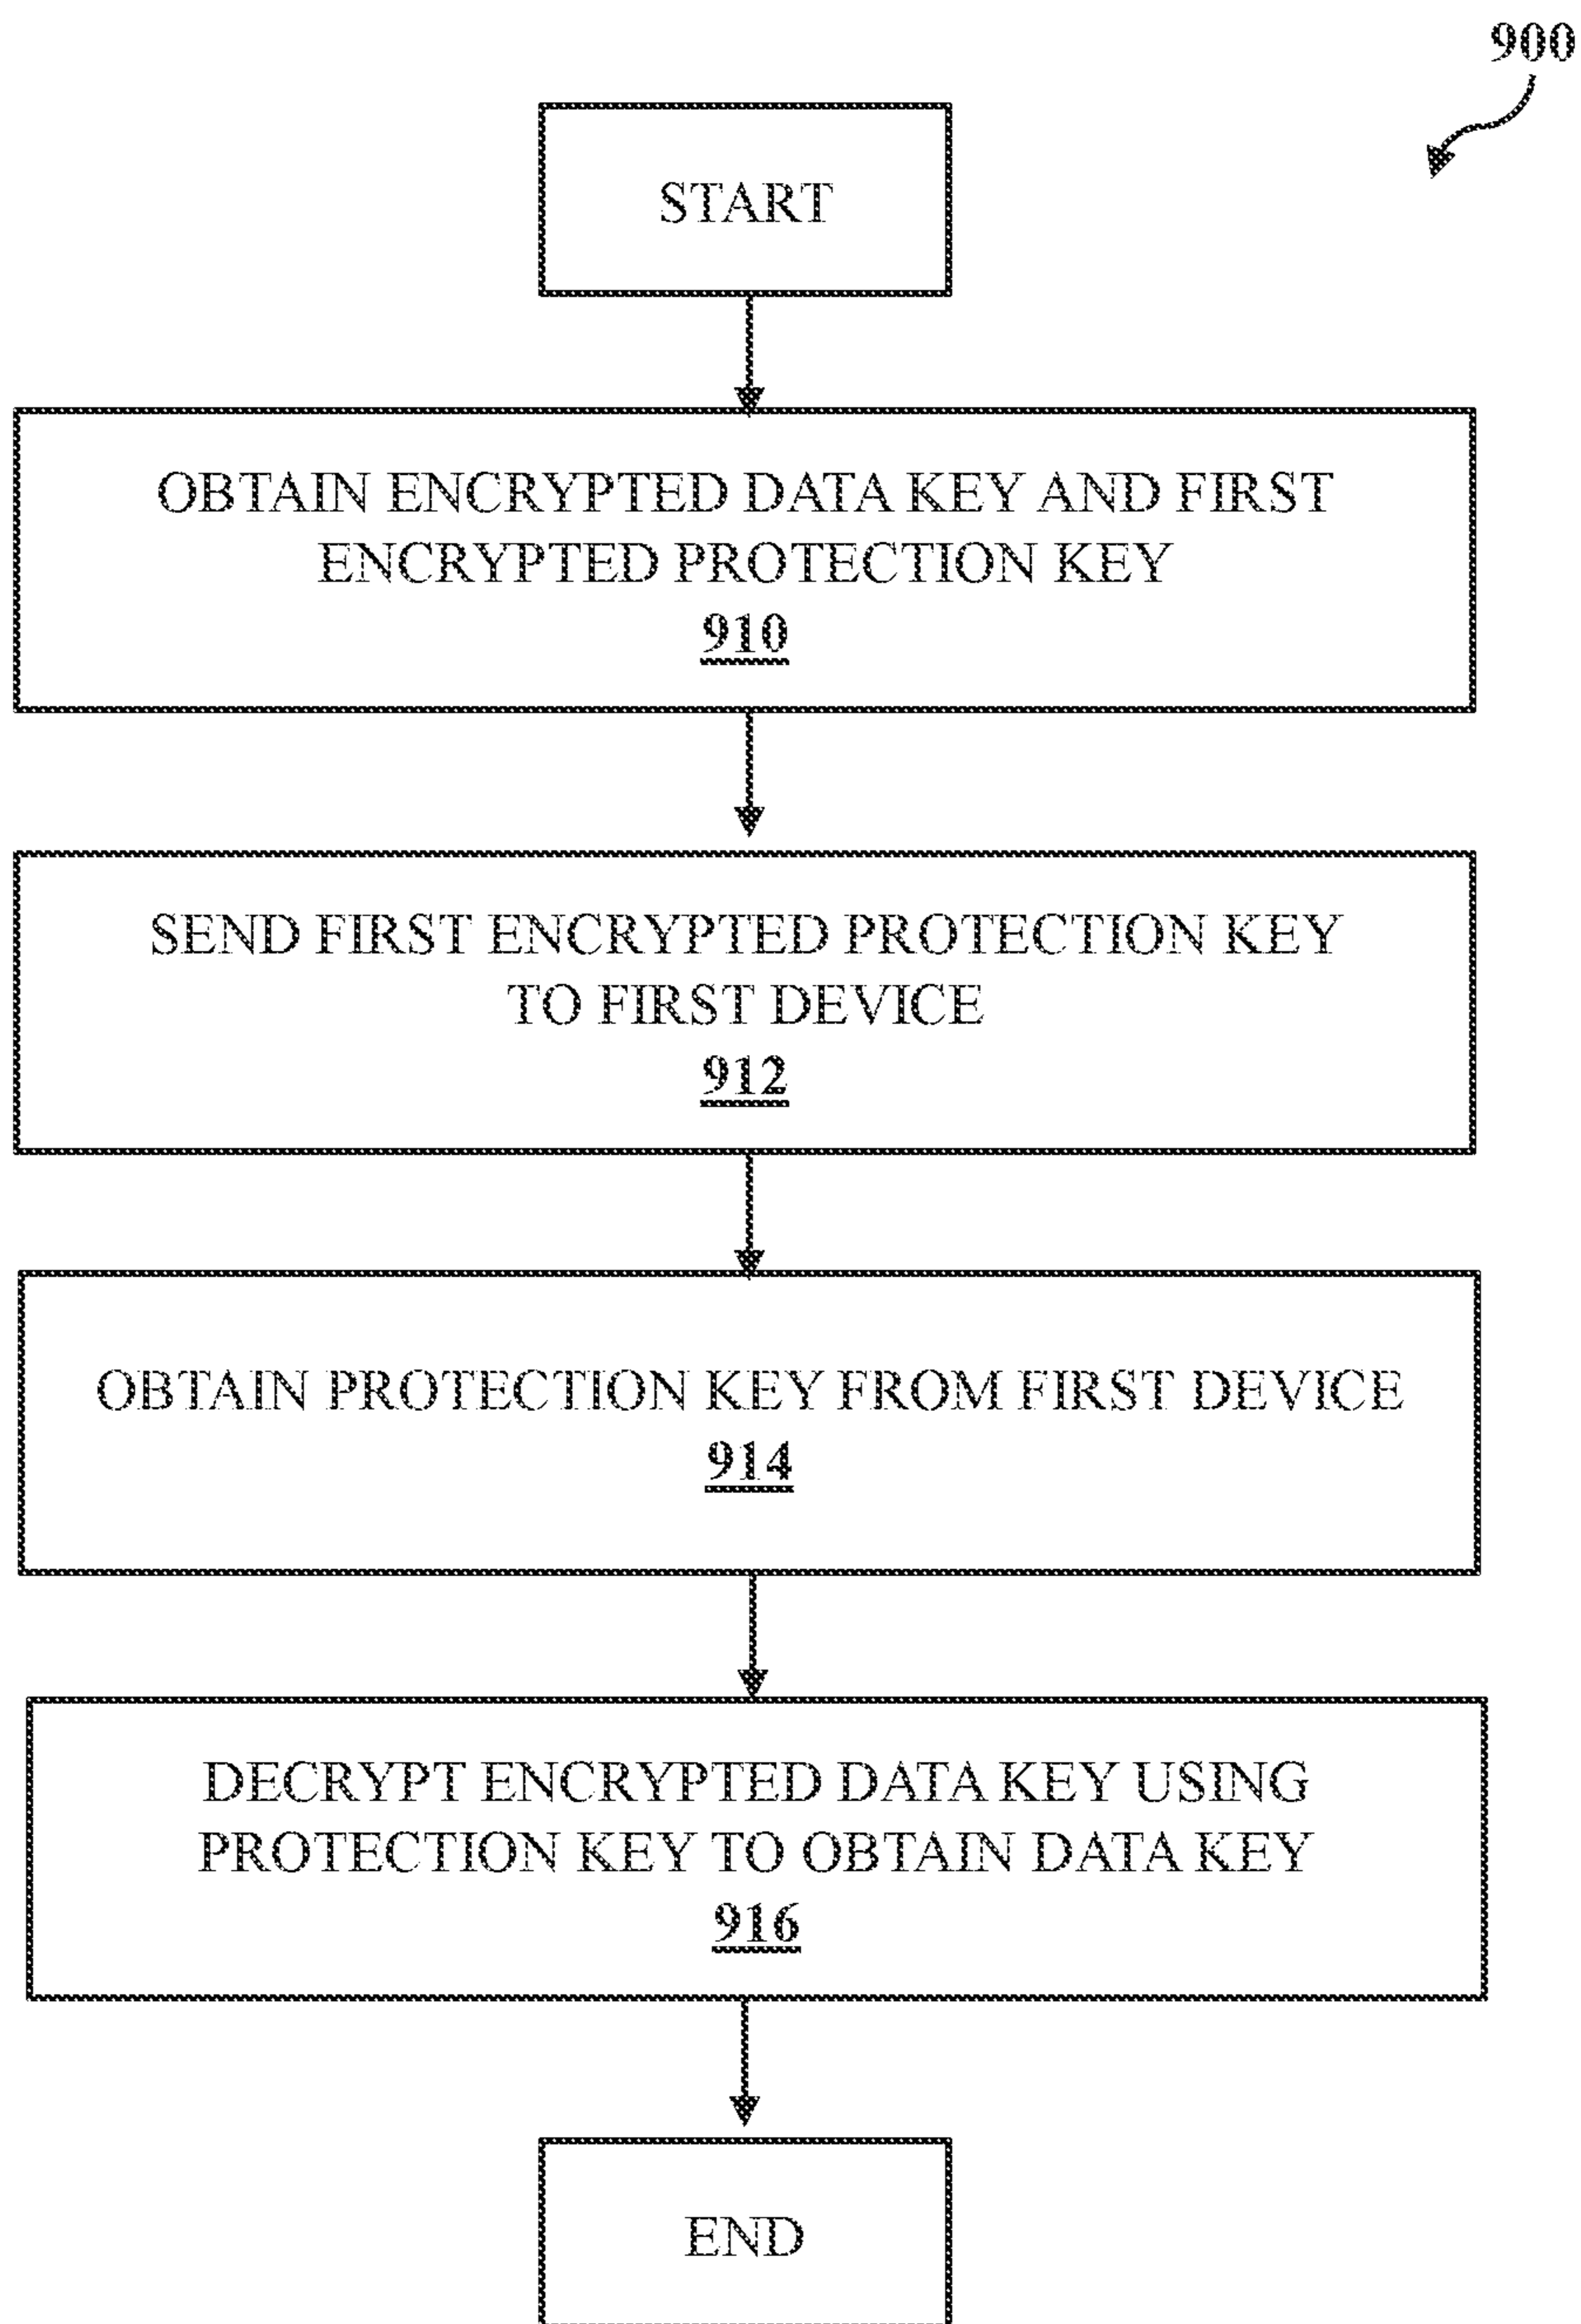 900
START
OBTAIN ENCRYPTED DATA KEY AND FIRST
ENCRYPTED PROTECTION KEY
910
SEND FIRST ENCRYPTED PROTECTION KEY
TO FIRST DEVICE
912
OBTAIN PROTECTION KEY FROM FIRST DEVICE
914
DECRYPT ENCRYPTED DATA KEY USING
PROTECTION KEY TO OBTAIN DATA KEY
916
END